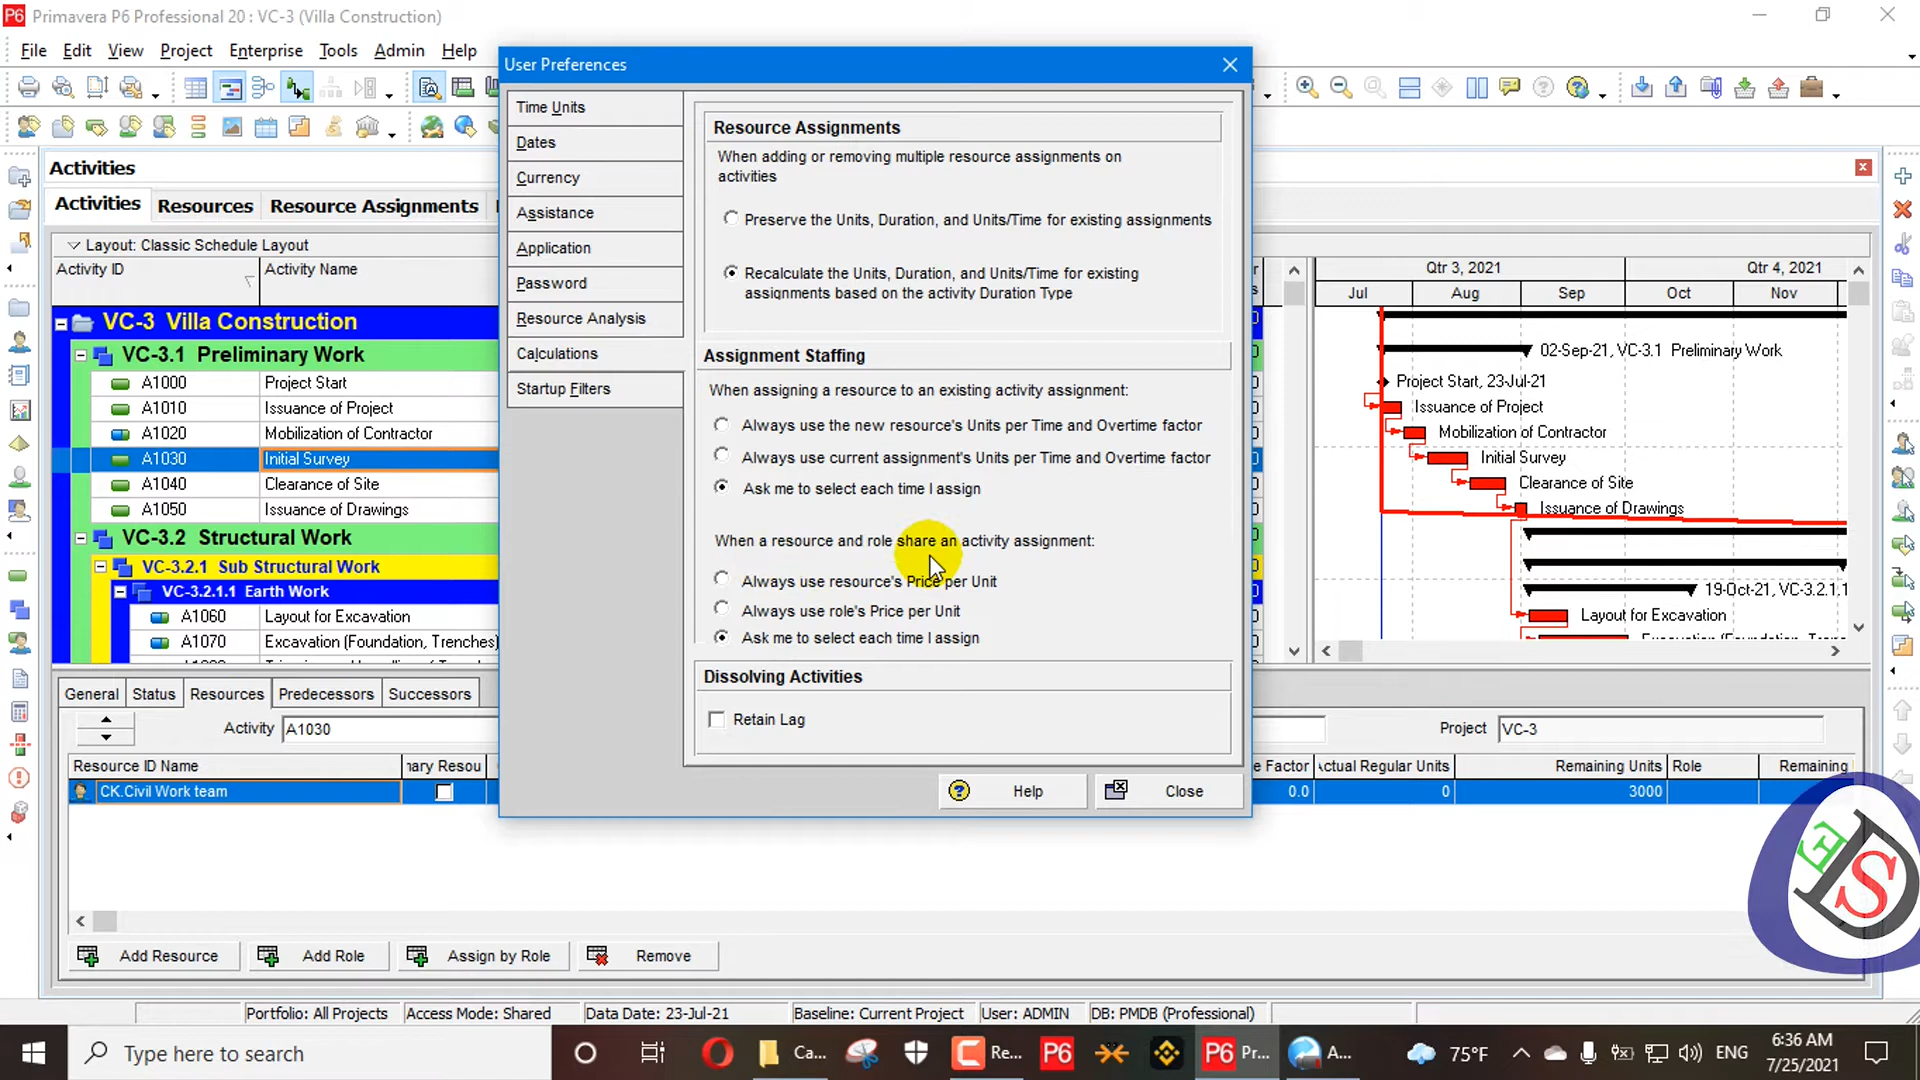 P6 Primavera P6 Professional 20 : VC-3 (Villa Construction)
File Edit View Project Enterprise Tools Admin Help
User Preferences
Time Units
Dates
Currency
Assistance
Application
Password
Resource Analysis
Calculations
Startup Filters
Resource Assignments
When adding or removing multiple resource assignments on
activities
Preserve the Units, Duration, and Units/Time for existing assignments
Recalculate the Units, Duration, and Units/Time for existing
assignments based on the activity Duration Type
Assignment Staffing
When assigning a resource to an existing activity assignment:
Always use the new resource's Units per Time and Overtime factor
Always use current assignment's Units per Time and Overtime factor
Ask me to select each time I assign
When a resource and role share an activity assignment:
Always use resource's Price per Unit
Always use role's Price per Unit
Ask me to select each time I assign
Dissolving Activities
Retain Lag
Help Close
Activities
Activities Resources Resource Assignments
Layout: Classic Schedule Layout
Activity ID Activity Name
VC-3 Villa Construction
VC-3.1 Preliminary Work
A1000 Project Start
A1010 Issuance of Project
A1020 Mobilization of Contractor
A1030 Initial Survey
A1040 Clearance of Site
A1050 Issuance of Drawings
VC-3.2 Structural Work
VC-3.2.1 Sub Structural Work
VC-3.2.1.1 Earth Work
A1060 Layout for Excavation
A1070 Excavation (Foundation, Trenches)
Qtr 3, 2021 Qtr 4, 2021
Jul Aug Sep Oct Nov
02-Sep-21, VC-3.1 Preliminary Work
Project Start, 23-Jul-21
Issuance of Project
Mobilization of Contractor
Initial Survey
Clearance of Site
Issuance of Drawings
19-Oct-21, VC-3.2.1.1
Layout for Excavation
Excavation (Foundation, Trenches
General Status Resources Predecessors Successors
Activity A1030 Project VC-3
Resource ID Name nary Resou e Factor Actual Regular Units Remaining Units Role Remaining
CK.Civil Work team 0.0 0 3000
Add Resource Add Role Assign by Role Remove
Portfolio: All Projects Access Mode: Shared Data Date: 23-Jul-21 Baseline: Current Project User: ADMIN DB: PMDB (Professional)
Type here to search Ca... Re... P6 P6 Pr... A... 75°F ENG
6:36 AM
7/25/2021